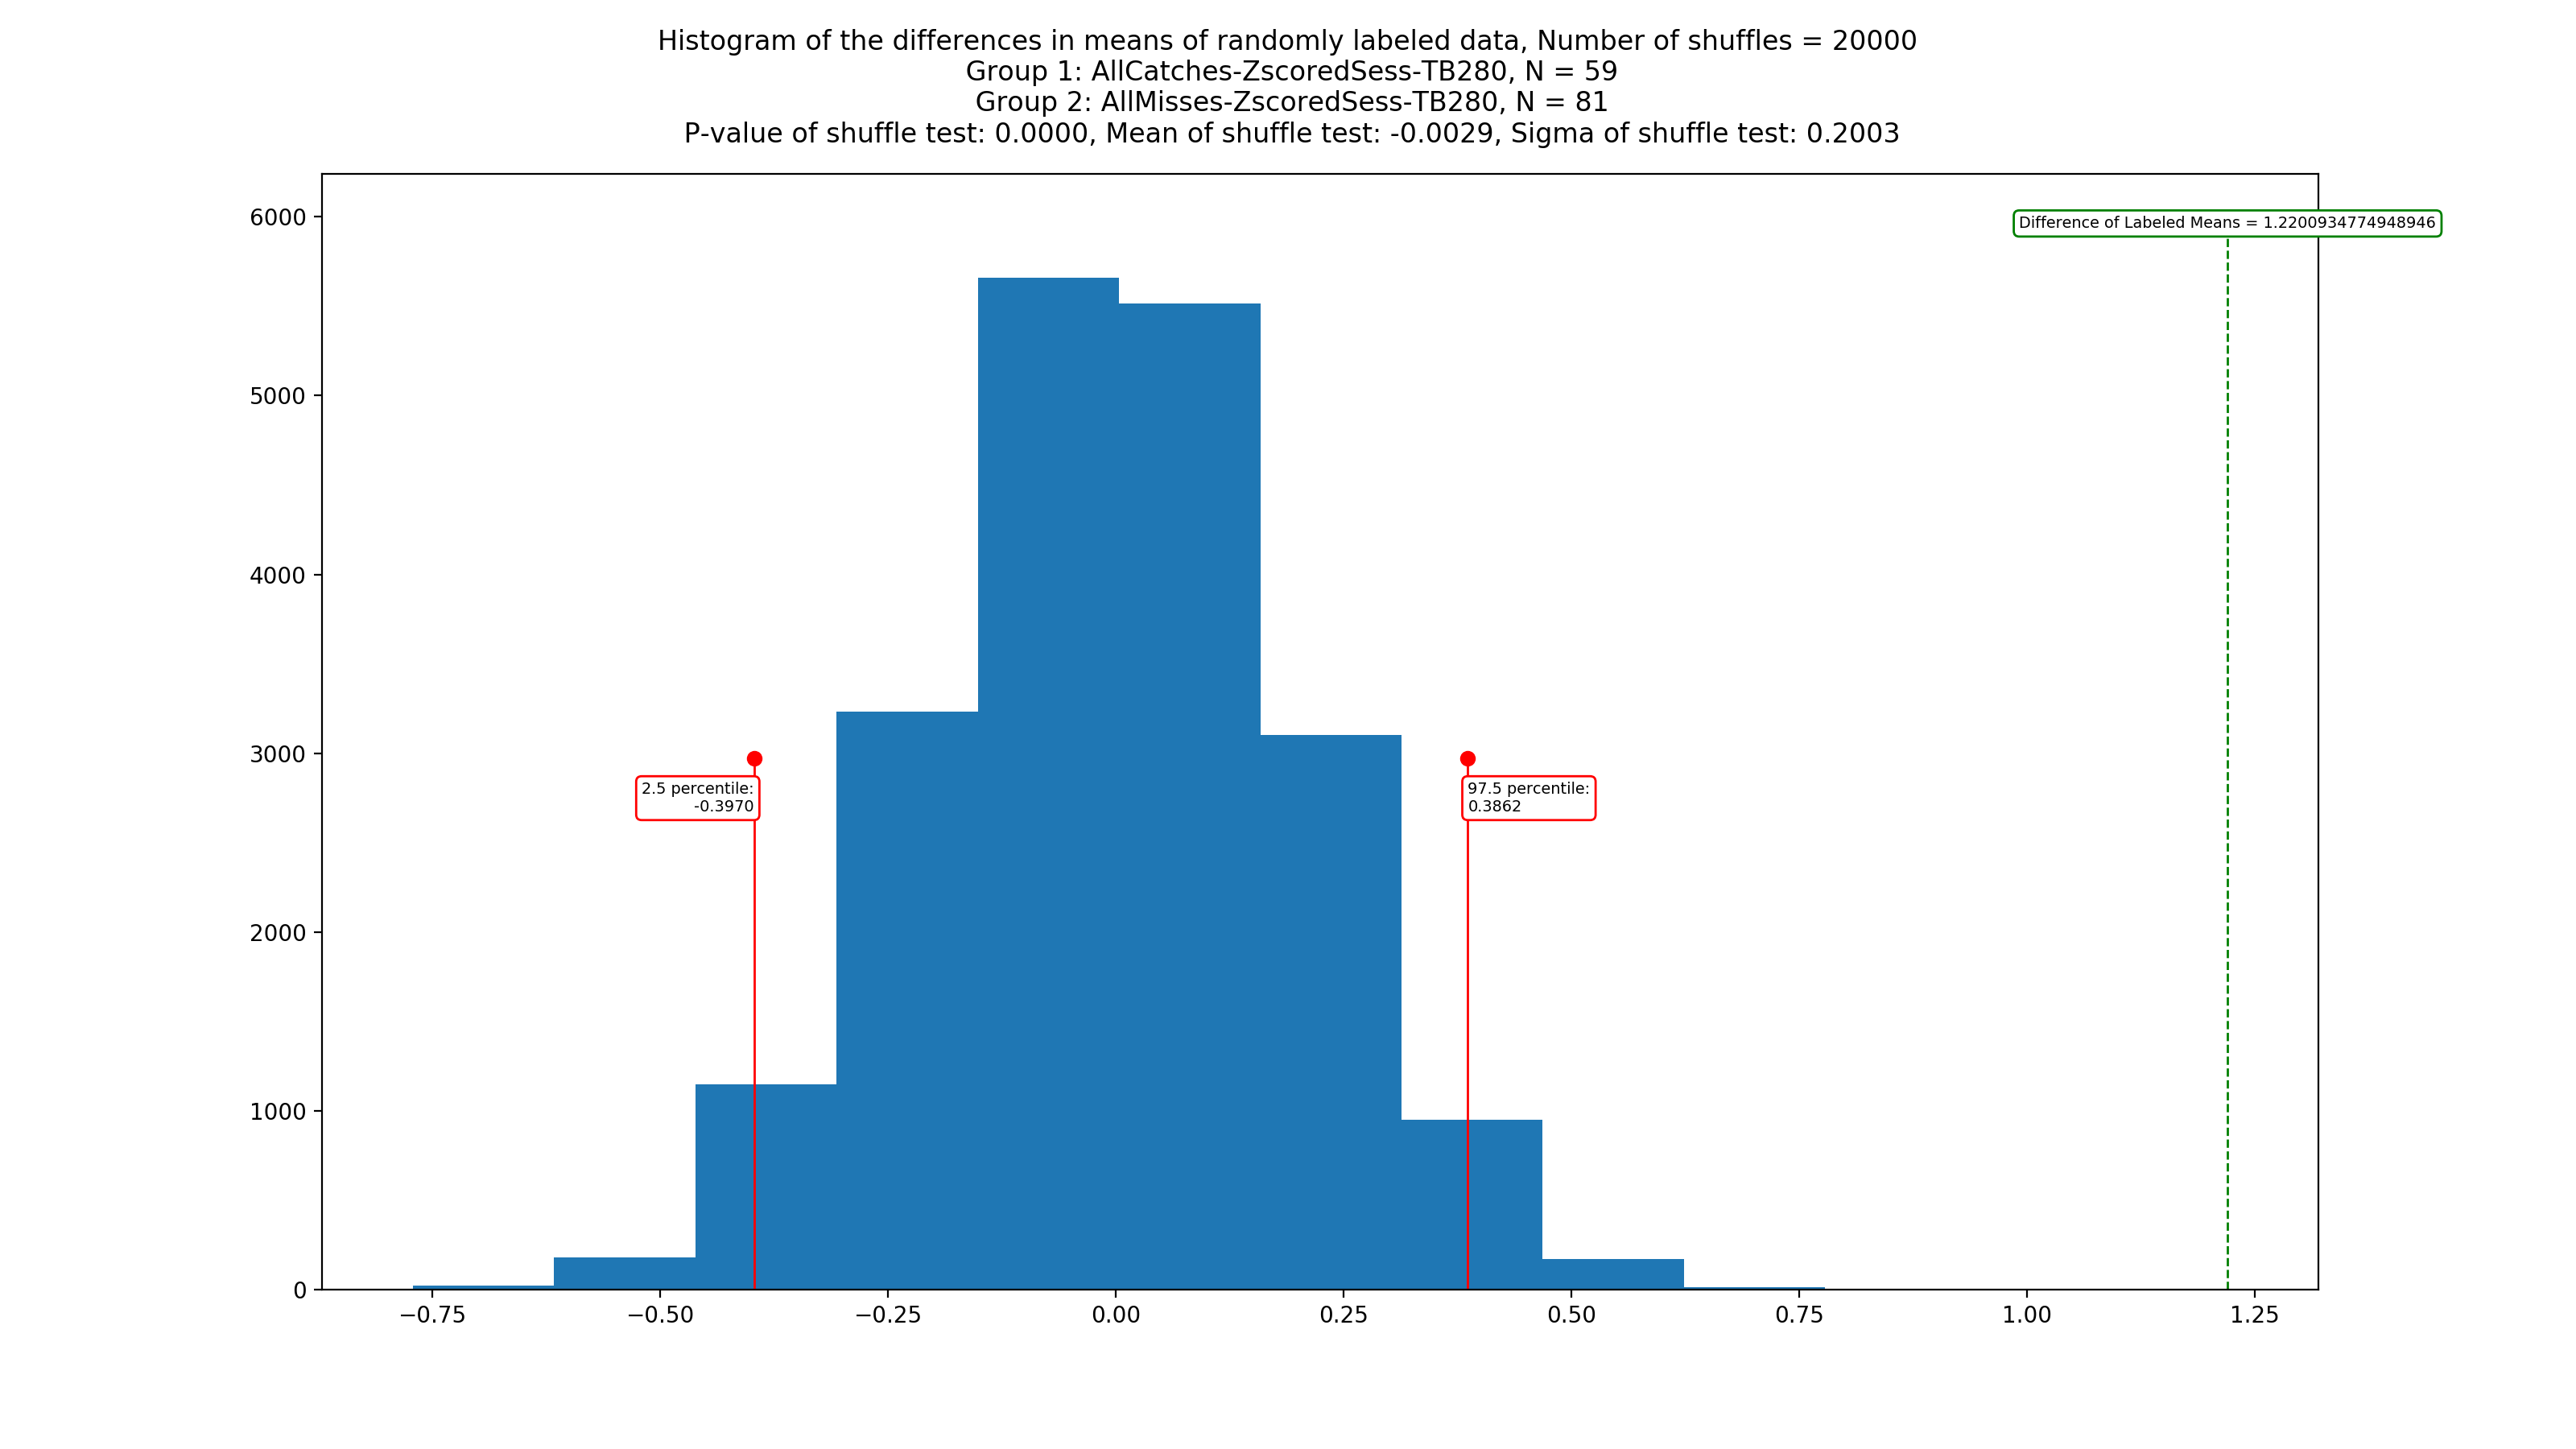 Histogram of the differences in means of randomly labeled data, Number of shuffles = 20000
Group 1: AllCatches-ZscoredSess-TB280, N = 59
Group 2: AllMisses-ZscoredSess-TB280, N = 81
P-value of shuffle test: 0.0000, Mean of shuffle test: -0.0029, Sigma of shuffle test: 0.2003
6000
Difference of Labeled Means = 1.2200934774948946
5000
4000
3000
2.5 percentile:
-0.3970
97.5 percentile:
0.3862
2000
1000
0
−0.75 −0.50 −0.25 0.00 0.25 0.50 0.75 1.00 1.25